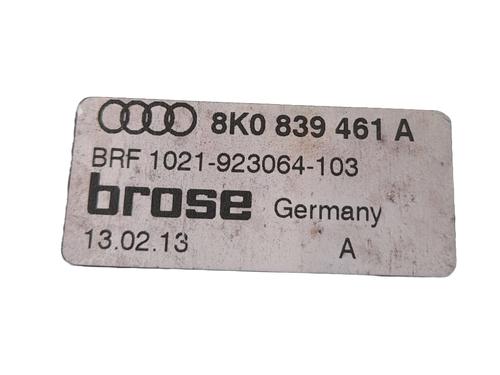 8K0 839 461 A
BRF 1021-923064-103
brose Germany
13.02.13 A